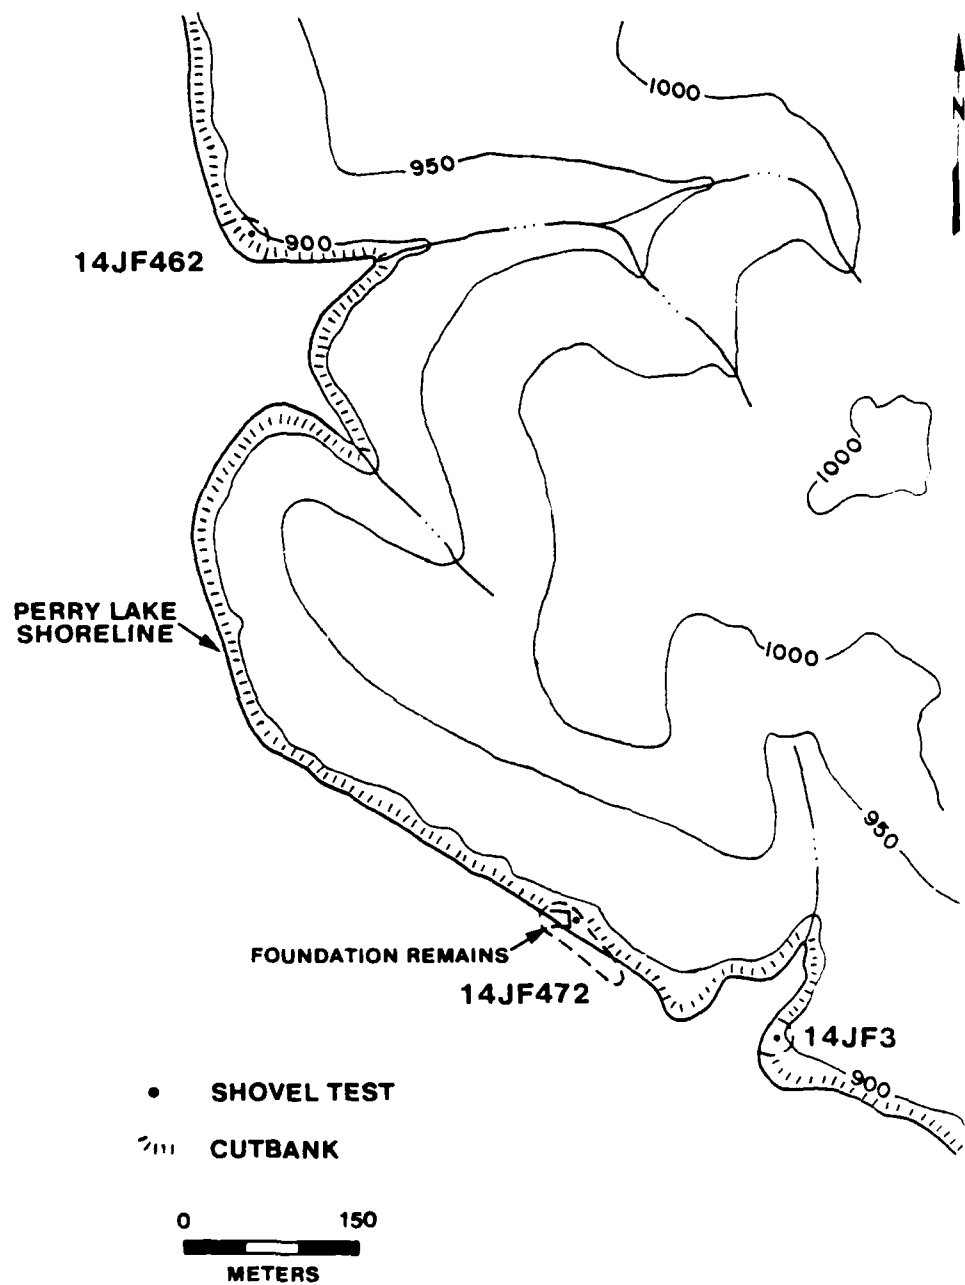 1000
N
950
900
14JF462
1000
PERRY LAKE
SHORELINE
1000
950
FOUNDATION REMAINS
14JF472
14JF3
900
SHOVEL TEST
CUTBANK
0 150
METERS